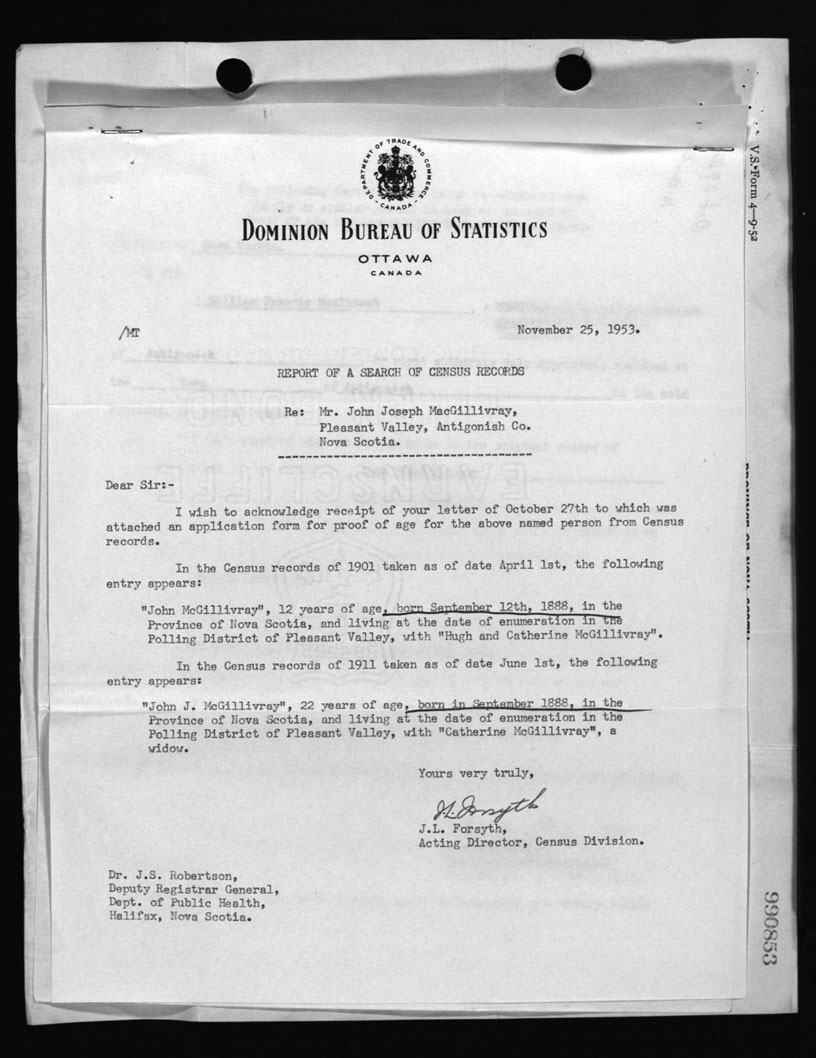 DEPARTMENT OF TRADE AND COMMERCE
CANADA
DOMINION BUREAU OF STATISTICS
OTTAWA
CANADA
V.S. Form 4—9-52
/MT
November 25, 1953.
REPORT OF A SEARCH OF CENSUS RECORDS
Re: Mr. John Joseph MacGillivray,
Pleasant Valley, Antigonish Co.
Nova Scotia.
Dear Sir:-
I wish to acknowledge receipt of your letter of October 27th to which was
attached an application form for proof of age for the above named person from Census
records.
In the Census records of 1901 taken as of date April 1st, the following
entry appears:
"John McGillivray", 12 years of age, born September 12th, 1888, in the
Province of Nova Scotia, and living at the date of enumeration in the
Polling District of Pleasant Valley, with "Hugh and Catherine McGillivray".
In the Census records of 1911 taken as of date June 1st, the following
entry appears:
"John J. McGillivray", 22 years of age, born in September 1888, in the
Province of Nova Scotia, and living at the date of enumeration in the
Polling District of Pleasant Valley, with "Catherine McGillivray", a
widow.
Yours very truly,
J.L. Forsyth
J.L. Forsyth,
Acting Director, Census Division.
Dr. J.S. Robertson,
Deputy Registrar General,
Dept. of Public Health,
Halifax, Nova Scotia.
990853